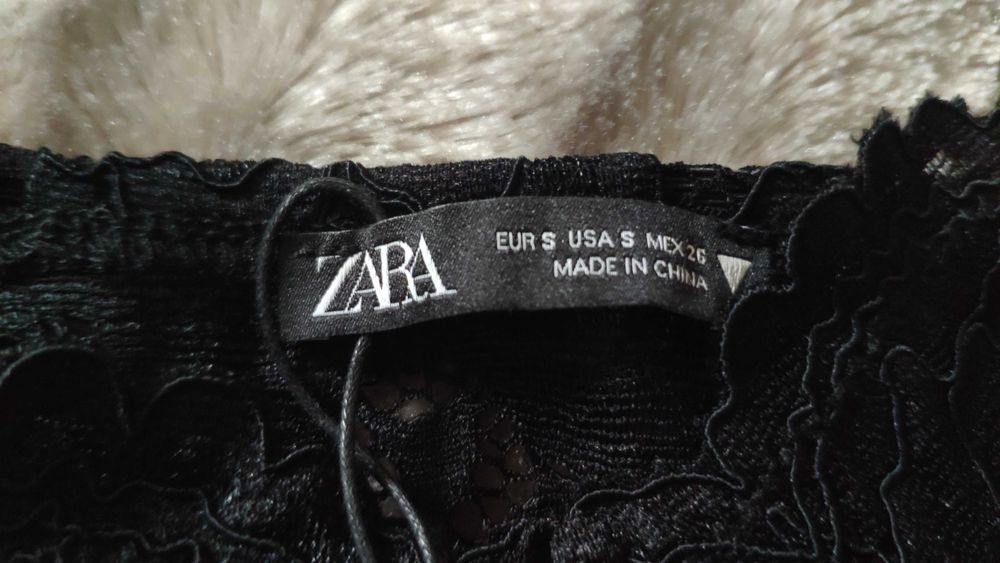 ZARA
EUR S USA S MEX 26
MADE IN CHINA